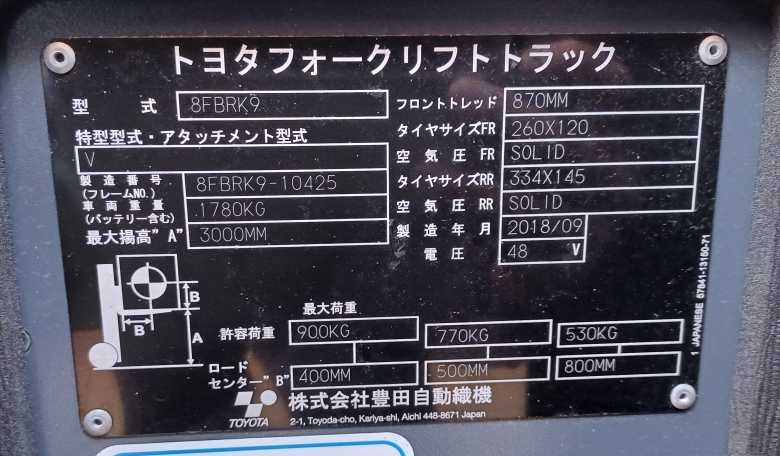 トヨタフォークリフトトラック
型 式 8FBRK9
特型型式・アタッチメント型式
V
製造番号 (フレームNO.) 8FBRK9-10425
車両重量 (バッテリー含む) 1780KG
最大揚高"A" 3000MM
フロントトレッド 870MM
タイヤサイズFR 260X120
空気圧 FR SOLID
タイヤサイズRR 334X145
空気圧 RR SOLID
製造年月 2018/09
電圧 48 V
B
B
A
最大荷重
許容荷重 900KG 770KG 530KG
ロードセンター"B" 400MM 500MM 800MM
TOYOTA
株式会社豊田自動織機
2-1, Toyoda-cho, Kariya-shi, Aichi 448-8671 Japan
1 JAPANESE 57841-13150-71